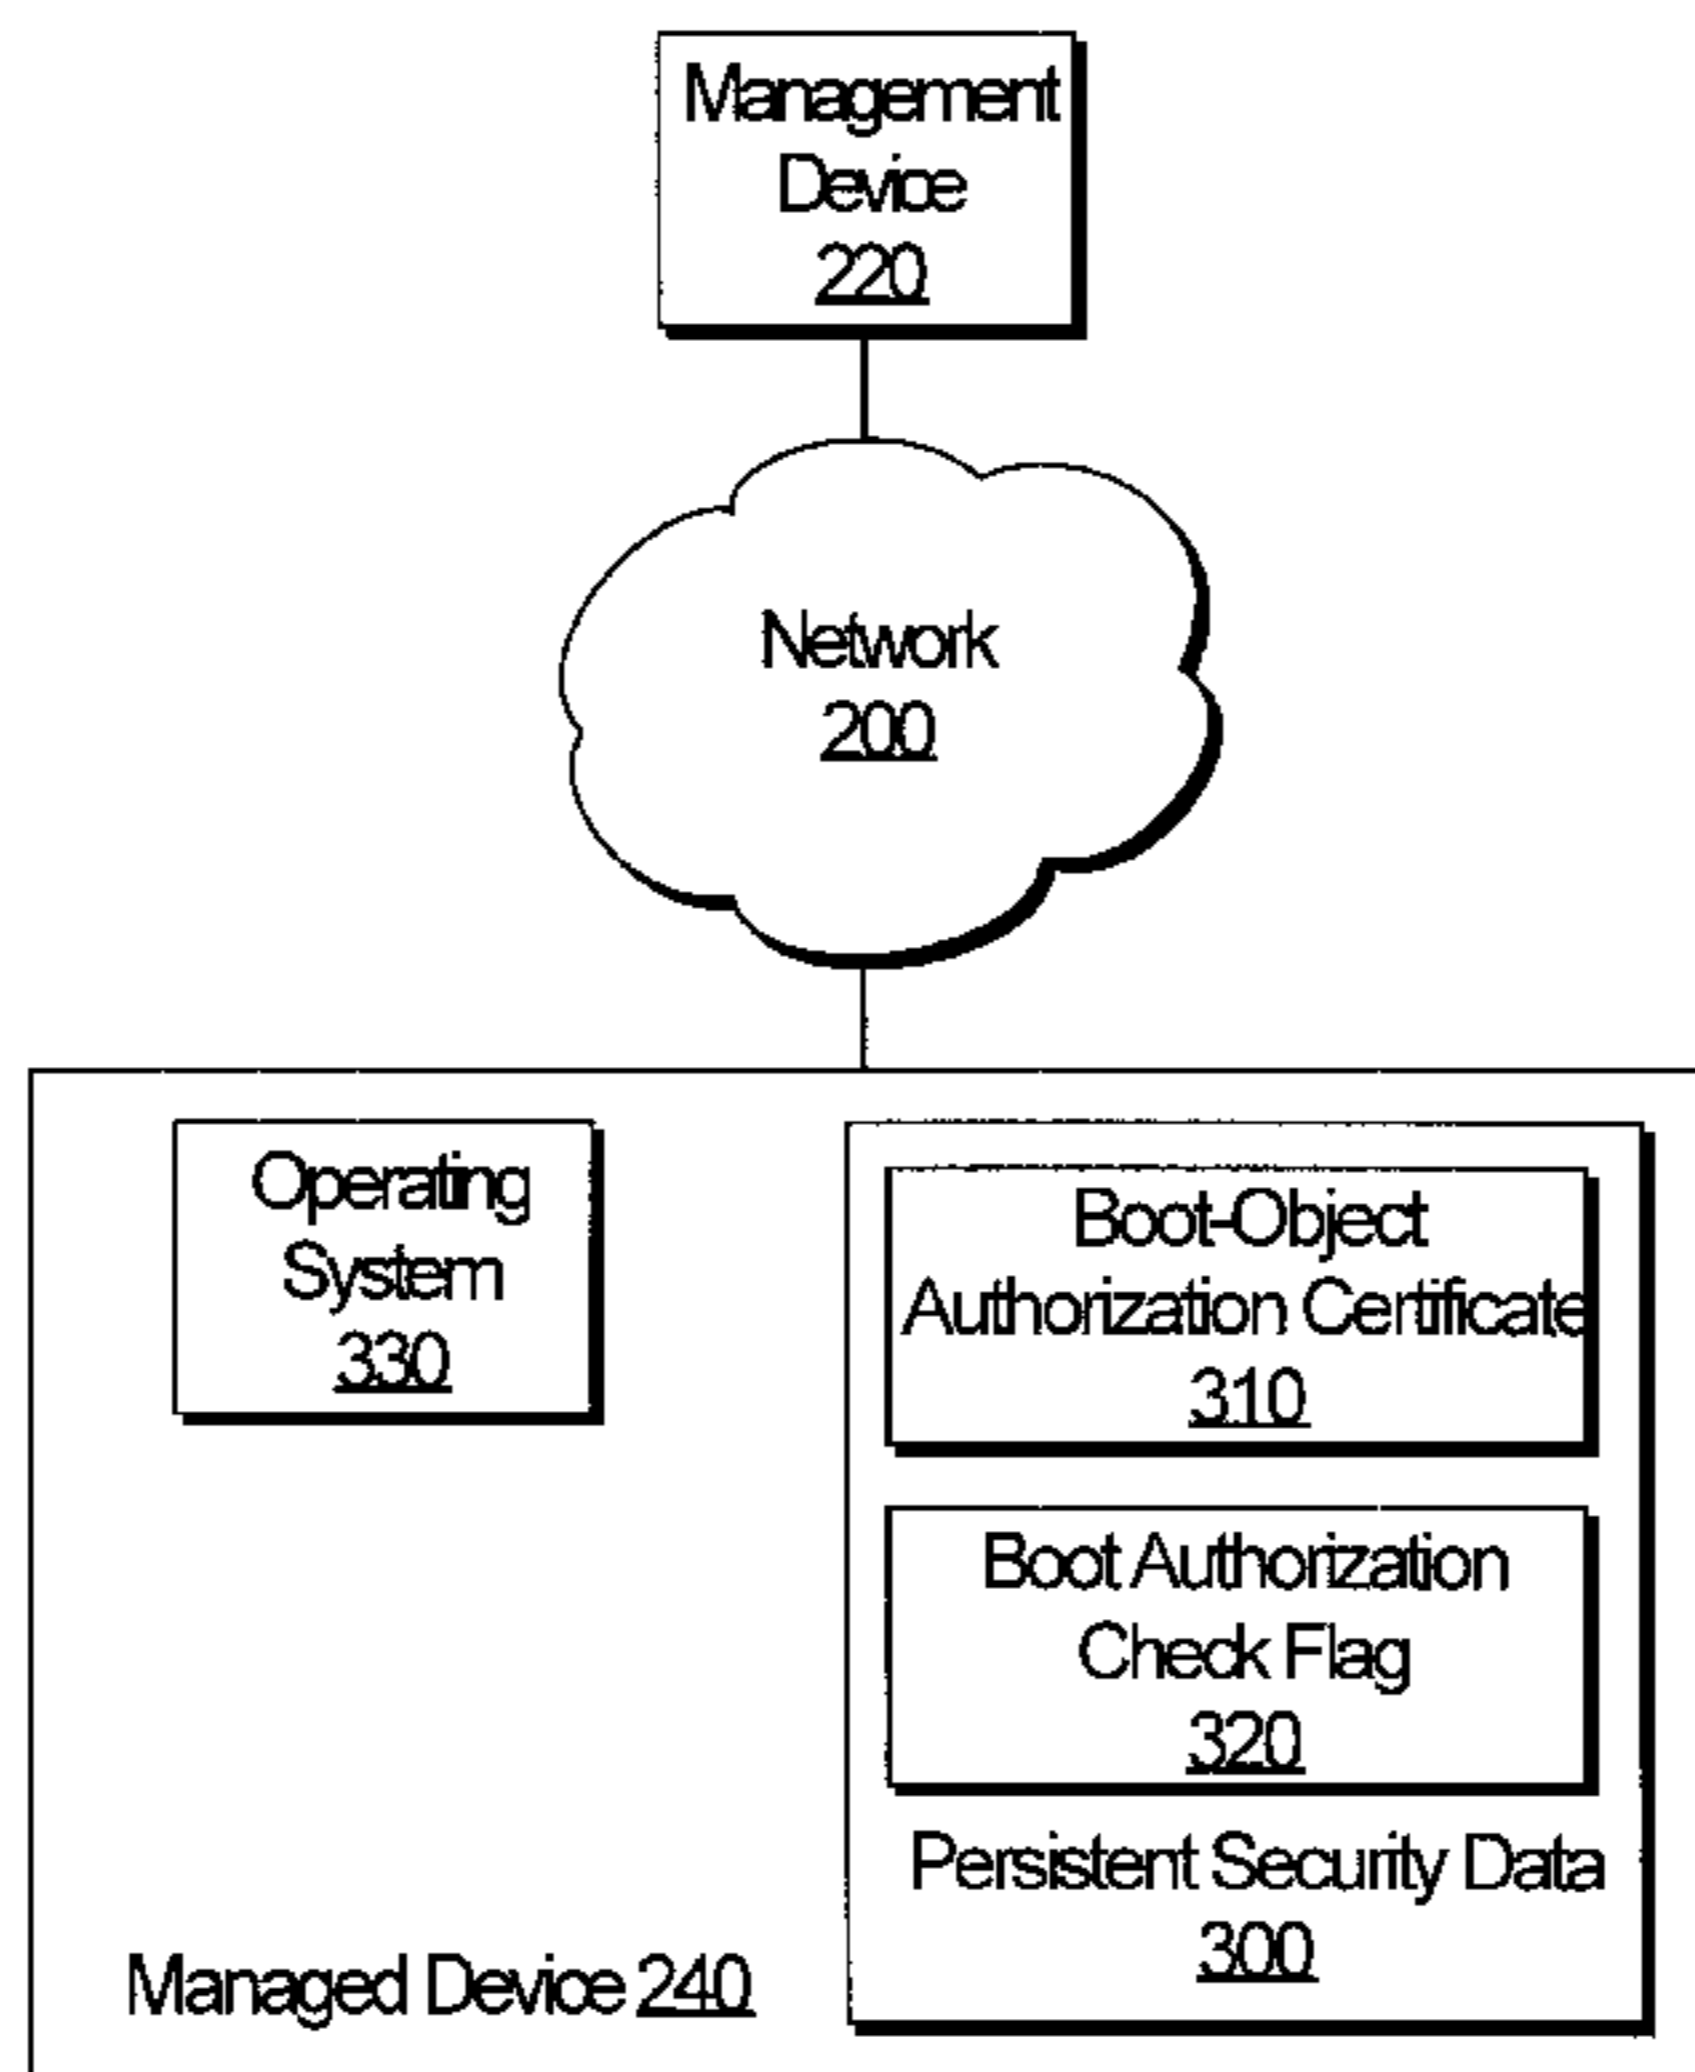 Management
Device
220
Network
200
Operating
System
330
Boot-Object
Authorization Certificate
310
Boot Authorization
Check Flag
320
Persistent Security Data
300
Managed Device 240